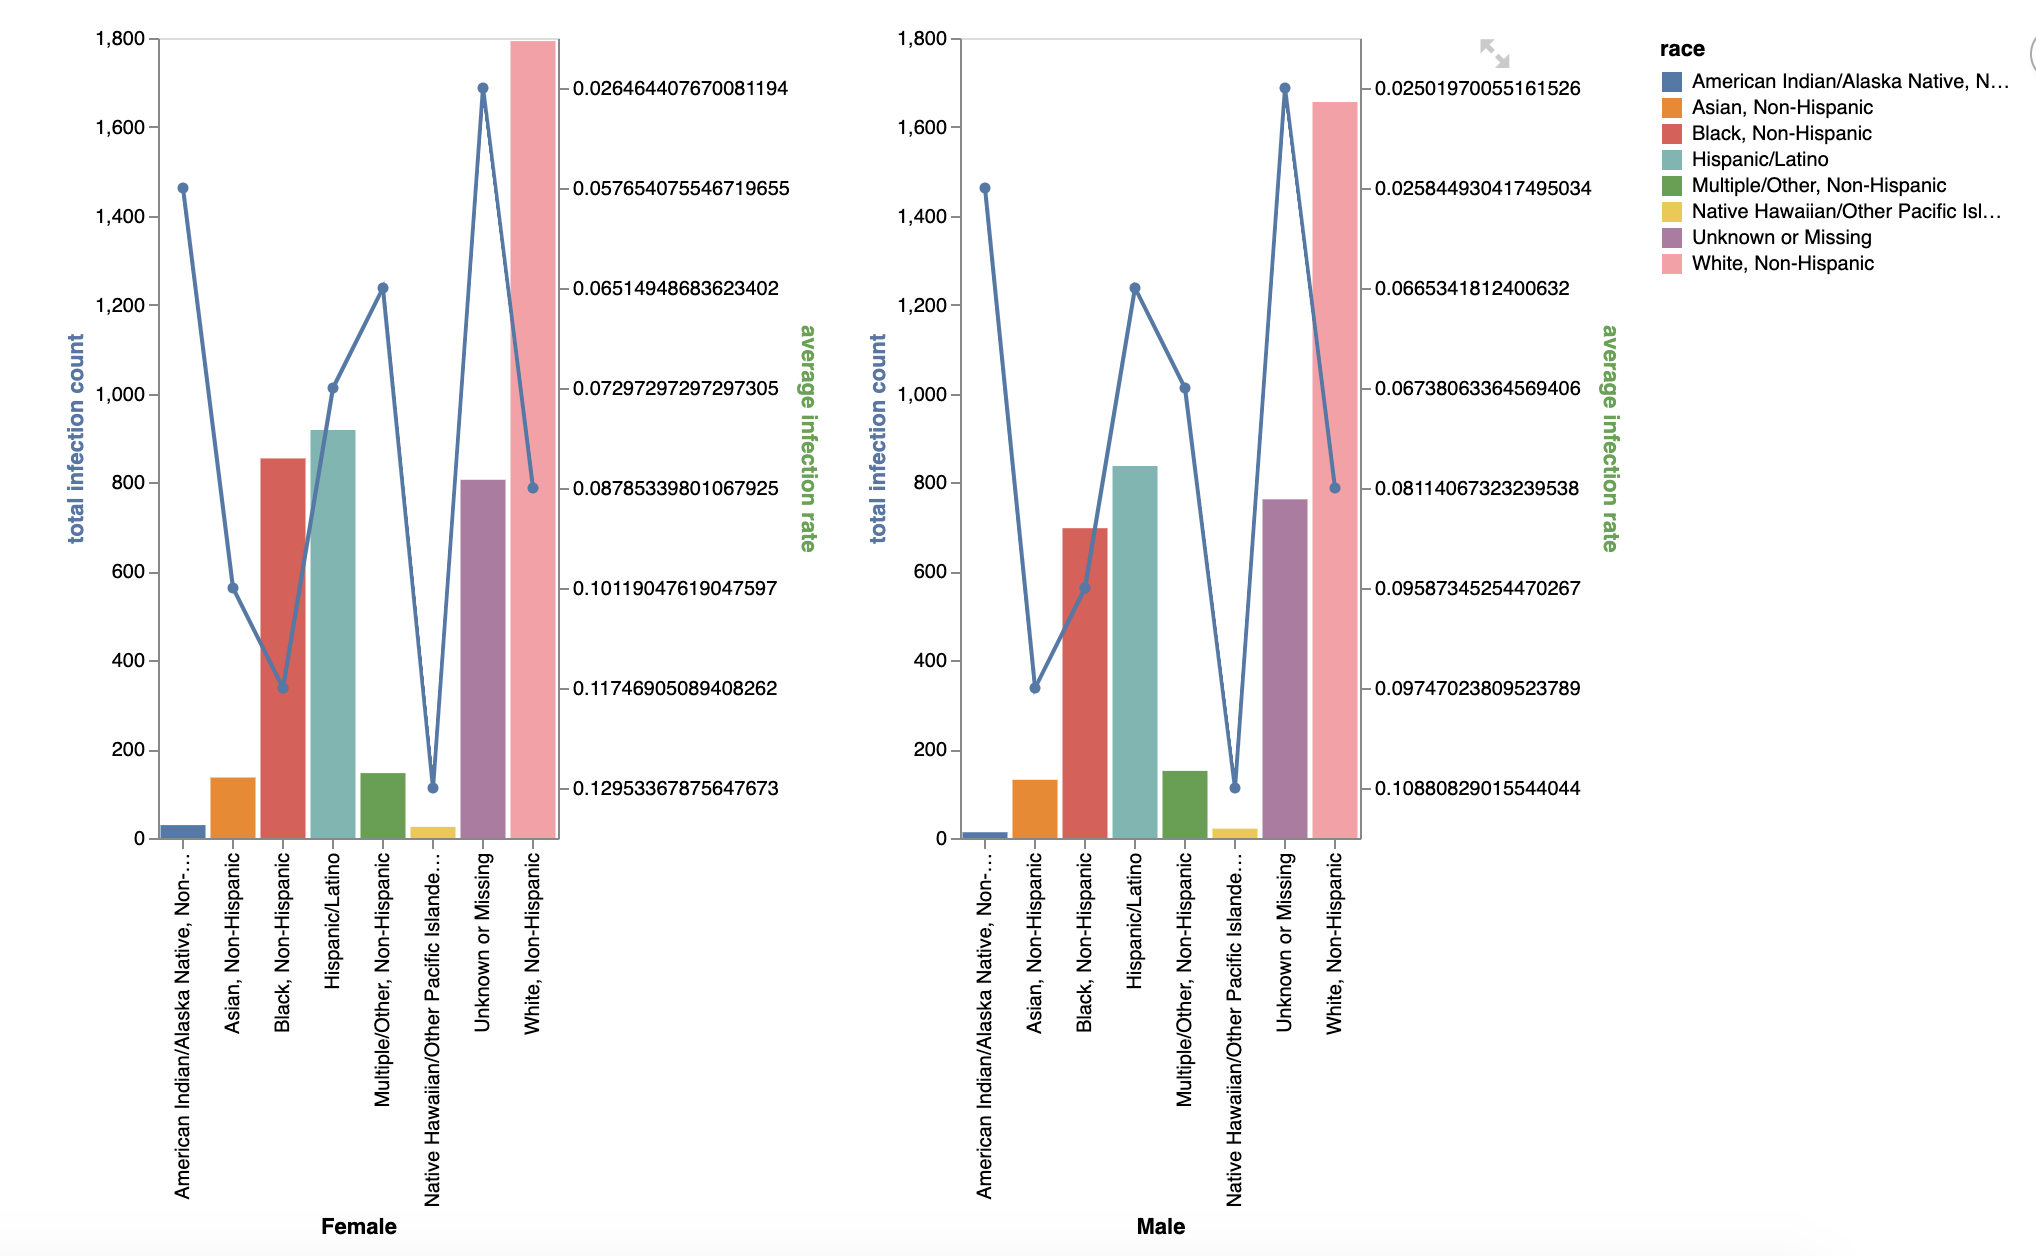 total infection count
1,800
1,600
1,400
1,200
1,000
800
600
400
200
0
0.026464407670081194
0.057654075546719655
0.06514948683623402
0.07297297297297305
0.08785339801067925
0.10119047619047597
0.11746905089408262
0.12953367875647673
average infection rate
American Indian/Alaska Native, Non-…
Asian, Non-Hispanic
Black, Non-Hispanic
Hispanic/Latino
Multiple/Other, Non-Hispanic
Native Hawaiian/Other Pacific Islande…
Unknown or Missing
White, Non-Hispanic
Female
total infection count
1,800
1,600
1,400
1,200
1,000
800
600
400
200
0
0.02501970055161526
0.025844930417495034
0.0665341812400632
0.06738063364569406
0.08114067323239538
0.09587345254470267
0.09747023809523789
0.10880829015544044
average infection rate
American Indian/Alaska Native, Non-…
Asian, Non-Hispanic
Black, Non-Hispanic
Hispanic/Latino
Multiple/Other, Non-Hispanic
Native Hawaiian/Other Pacific Islande…
Unknown or Missing
White, Non-Hispanic
Male
race
American Indian/Alaska Native, N…
Asian, Non-Hispanic
Black, Non-Hispanic
Hispanic/Latino
Multiple/Other, Non-Hispanic
Native Hawaiian/Other Pacific Isl…
Unknown or Missing
White, Non-Hispanic